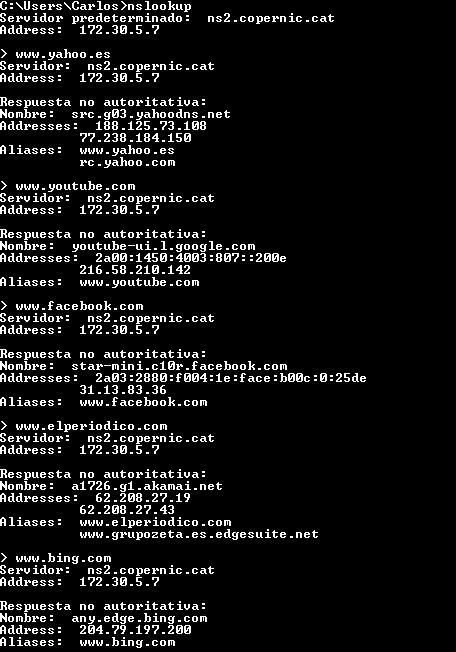 C:\Users\Carlos>nslookup
Servidor predeterminado:  ns2.copernic.cat
Address:  172.30.5.7
> www.yahoo.es
Servidor:  ns2.copernic.cat
Address:  172.30.5.7
Respuesta no autoritativa:
Nombre:  src.g03.yahoodns.net
Addresses:  188.125.73.108
77.238.184.150
Aliases:  www.yahoo.es
rc.yahoo.com
> www.youtube.com
Servidor:  ns2.copernic.cat
Address:  172.30.5.7
Respuesta no autoritativa:
Nombre:  youtube-ui.l.google.com
Addresses:  2a00:1450:4003:807::200e
216.58.210.142
Aliases:  www.youtube.com
> www.facebook.com
Servidor:  ns2.copernic.cat
Address:  172.30.5.7
Respuesta no autoritativa:
Nombre:  star-mini.c10r.facebook.com
Addresses:  2a03:2880:f004:1e:face:b00c:0:25de
31.13.83.36
Aliases:  www.facebook.com
> www.elperiodico.com
Servidor:  ns2.copernic.cat
Address:  172.30.5.7
Respuesta no autoritativa:
Nombre:  a1726.g1.akamai.net
Addresses:  62.208.27.19
62.208.27.43
Aliases:  www.elperiodico.com
www.grupozeta.es.edgesuite.net
> www.bing.com
Servidor:  ns2.copernic.cat
Address:  172.30.5.7
Respuesta no autoritativa:
Nombre:  any.edge.bing.com
Address:  204.79.197.200
Aliases:  www.bing.com